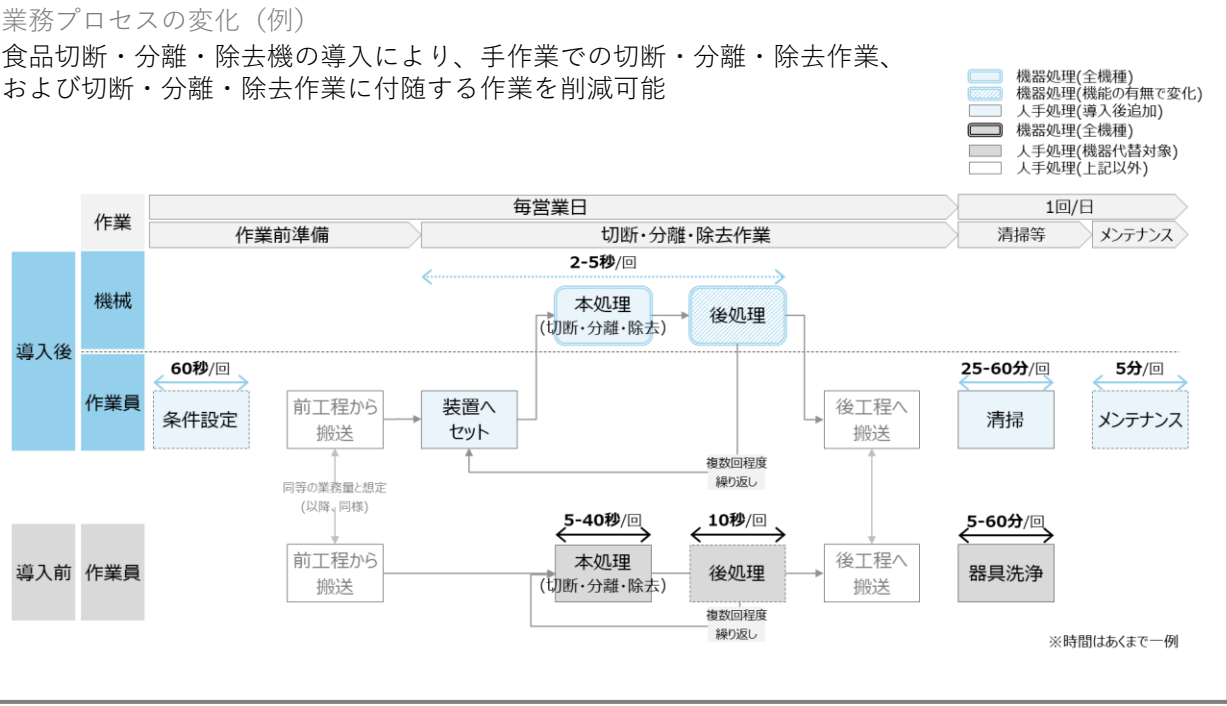 業務プロセスの変化（例）
食品切断・分離・除去機の導入により、手作業での切断・分離・除去作業、
および切断・分離・除去作業に付随する作業を削減可能
機器処理(全機種)
機器処理(機能の有無で変化)
人手処理(導入後追加)
機器処理(全機種)
人手処理(機器代替対象)
人手処理(上記以外)
作業
毎営業日
1回/日
作業前準備
切断・分離・除去作業
清掃等
メンテナンス
導入後
機械
2-5秒/回
本処理
(切断・分離・除去)
後処理
作業員
60秒/回
条件設定
前工程から
搬送
装置へ
セット
後工程へ
搬送
25-60分/回
清掃
5分/回
メンテナンス
複数回程度
繰り返し
同等の業務量と想定
(以降、同様)
導入前
作業員
前工程から
搬送
5-40秒/回
本処理
(切断・分離・除去)
10秒/回
後処理
後工程へ
搬送
5-60分/回
器具洗浄
複数回程度
繰り返し
※時間はあくまで一例